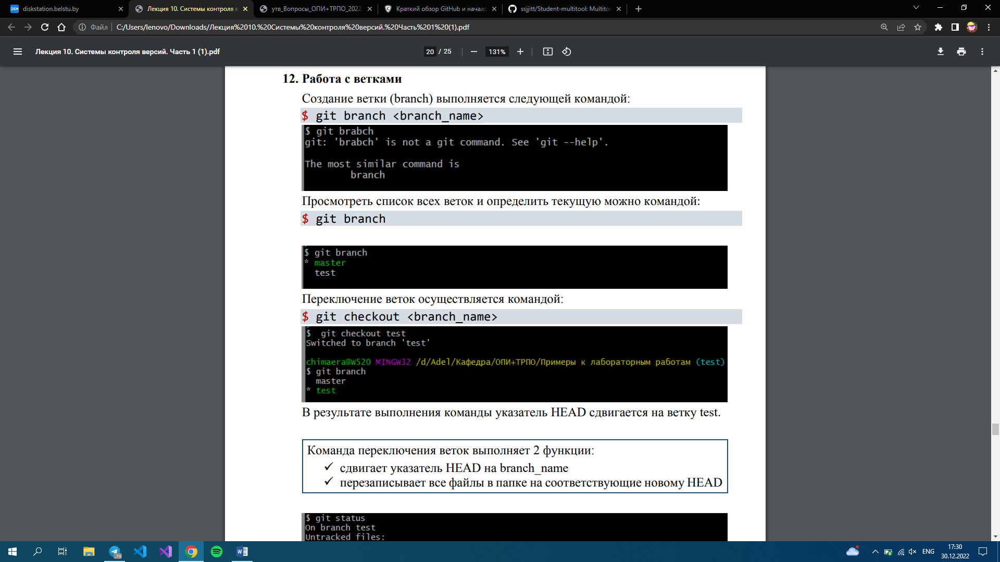 diskstation.belstu.by
Лекция 10. Системы контроля в
утв_Вопросы_ОПИ+ТРПО_2022
Краткий обзор GitHub и начало
ssjjitt/Student-multitool: Multitoo
Файл
C:/Users/lenovo/Downloads/Лекция%2010.%20Системы%20контроля%20версий.%20Часть%201%20(1).pdf
Лекция 10. Системы контроля версий. Часть 1 (1).pdf
20 / 25
131%
12. Работа с ветками
Создание ветки (branch) выполняется следующей командой:
$ git branch <branch_name>
$ git brabch
git: 'brabch' is not a git command. See 'git --help'.
The most similar command is
branch
Просмотреть список всех веток и определить текущую можно командой:
$ git branch
$ git branch
* master
test
Переключение веток осуществляется командой:
$ git checkout <branch_name>
$ git checkout test
Switched to branch 'test'
chimaera@W520 MINGW32 /d/Adel/Кафедра/ОПИ+ТРПО/Примеры к лабораторным работам (test)
$ git branch
master
* test
В результате выполнения команды указатель HEAD сдвигается на ветку test.
Команда переключения веток выполняет 2 функции:
✓ сдвигает указатель HEAD на branch_name
✓ перезаписывает все файлы в папке на соответствующие новому HEAD
$ git status
On branch test
Untracked files:
79
ENG
17:30
30.12.2022